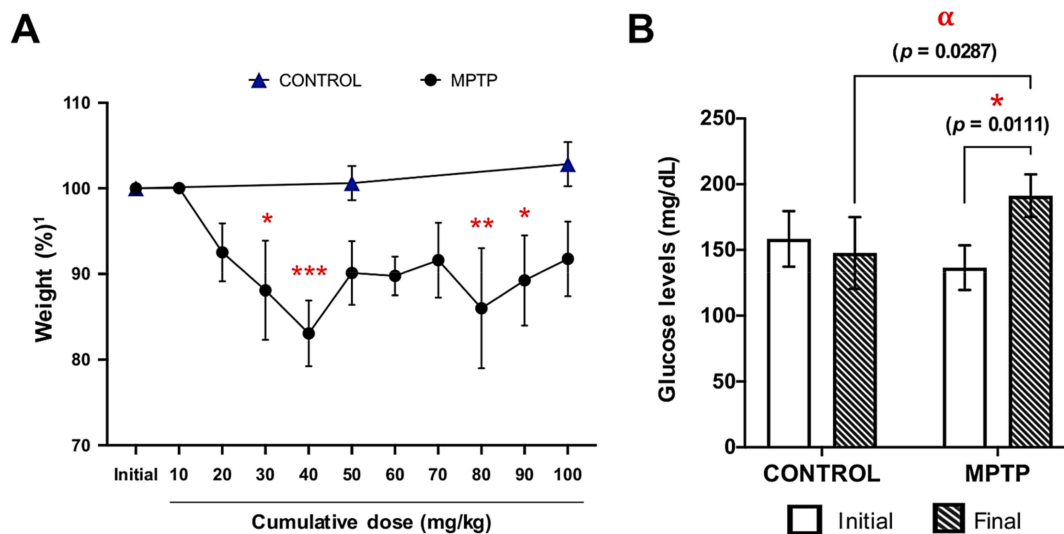 A
CONTROL MPTP
Weight (%)¹
110
100
90
80
70
*
***
**
*
Initial 10 20 30 40 50 60 70 80 90 100
Cumulative dose (mg/kg)
B
α
(p = 0.0287)
*
(p = 0.0111)
Glucose levels (mg/dL)
250
200
150
100
50
0
CONTROL MPTP
Initial Final